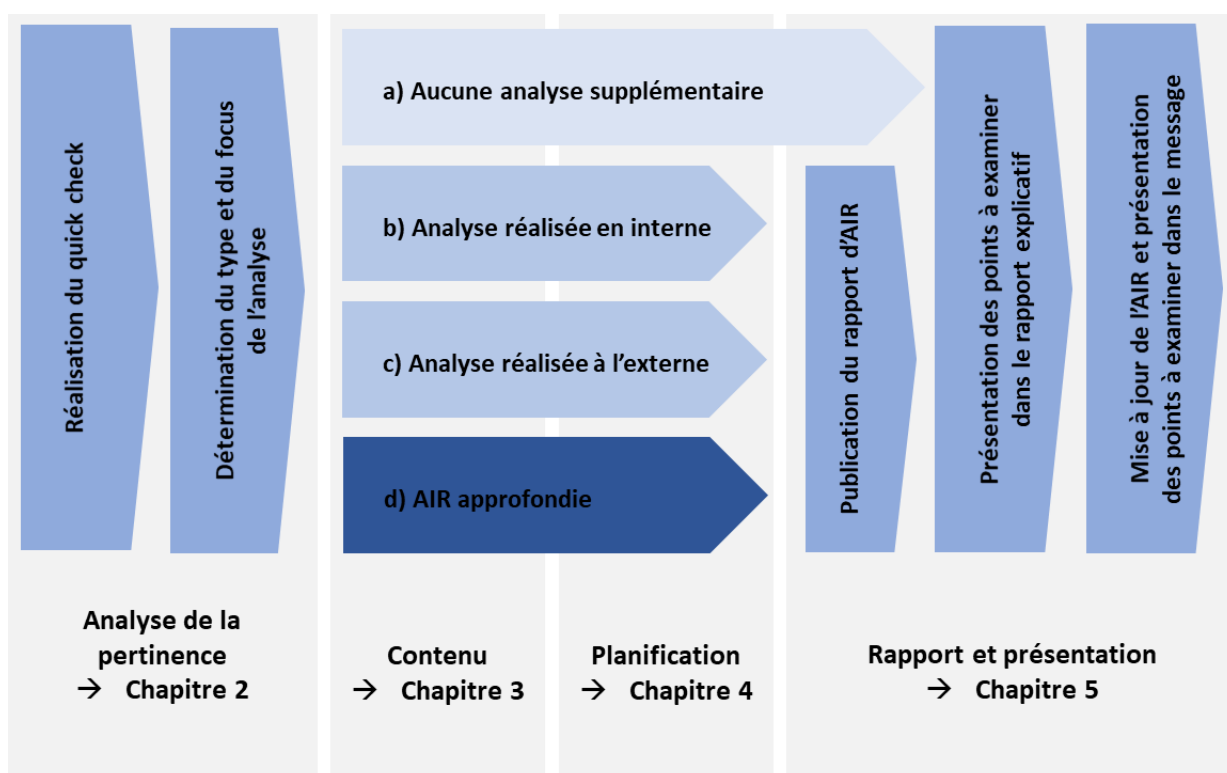 Réalisation du quick check
Détermination du type et du focus
de l’analyse
a) Aucune analyse supplémentaire
b) Analyse réalisée en interne
c) Analyse réalisée à l’externe
d) AIR approfondie
Publication du rapport d’AIR
Présentation des points à examiner
dans le rapport explicatif
Mise à jour de l’AIR et présentation
des points à examiner dans le message
Analyse de la
pertinence
→ Chapitre 2
Contenu
→ Chapitre 3
Planification
→ Chapitre 4
Rapport et présentation
→ Chapitre 5